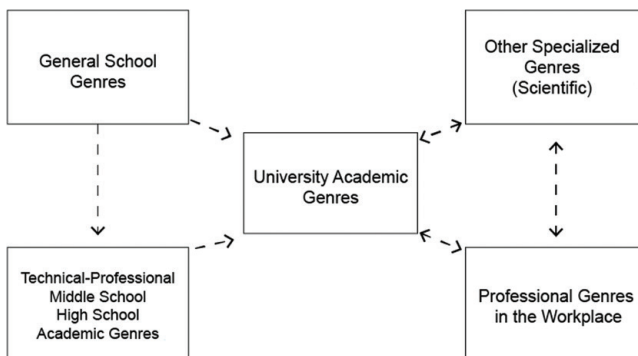 General School
Genres
Other Specialized
Genres
(Scientific)
University Academic
Genres
Technical-Professional
Middle School
High School
Academic Genres
Professional Genres
in the Workplace